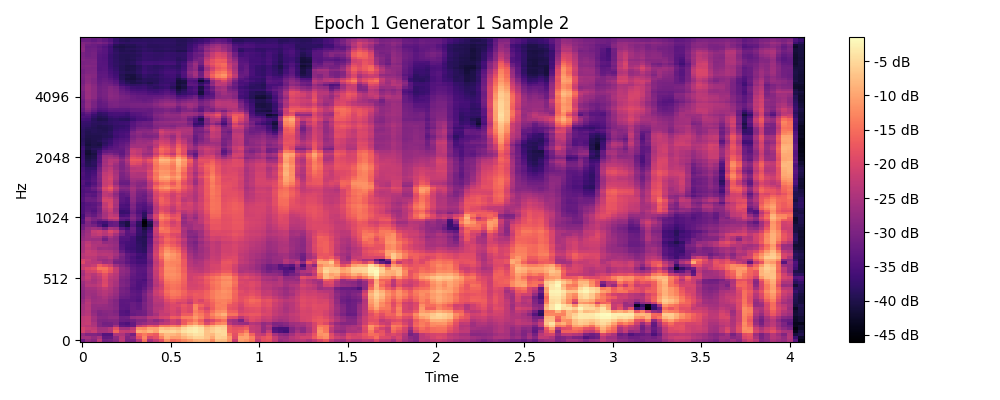 Epoch 1 Generator 1 Sample 2
Hz
4096
2048
1024
512
0
0
0.5
1
1.5
2
2.5
3
3.5
4
Time
-5 dB
-10 dB
-15 dB
-20 dB
-25 dB
-30 dB
-35 dB
-40 dB
-45 dB